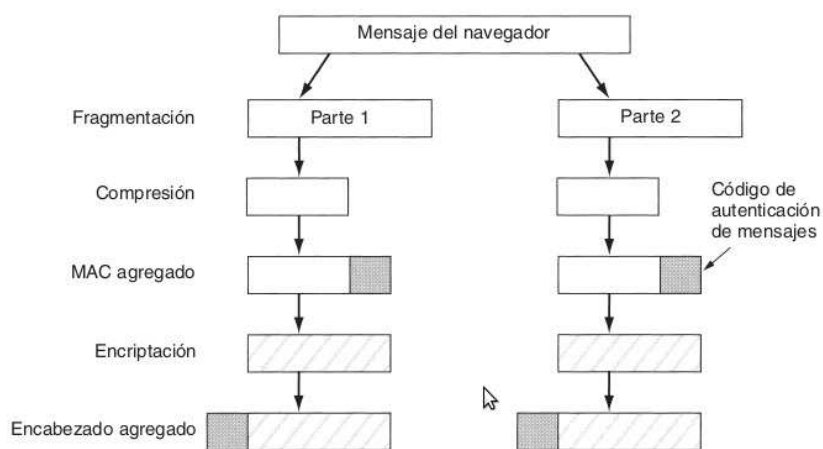 Mensaje del navegador
Fragmentación
Parte 1
Parte 2
Compresión
Código de
autenticación
de mensajes
MAC agregado
Encriptación
Encabezado agregado